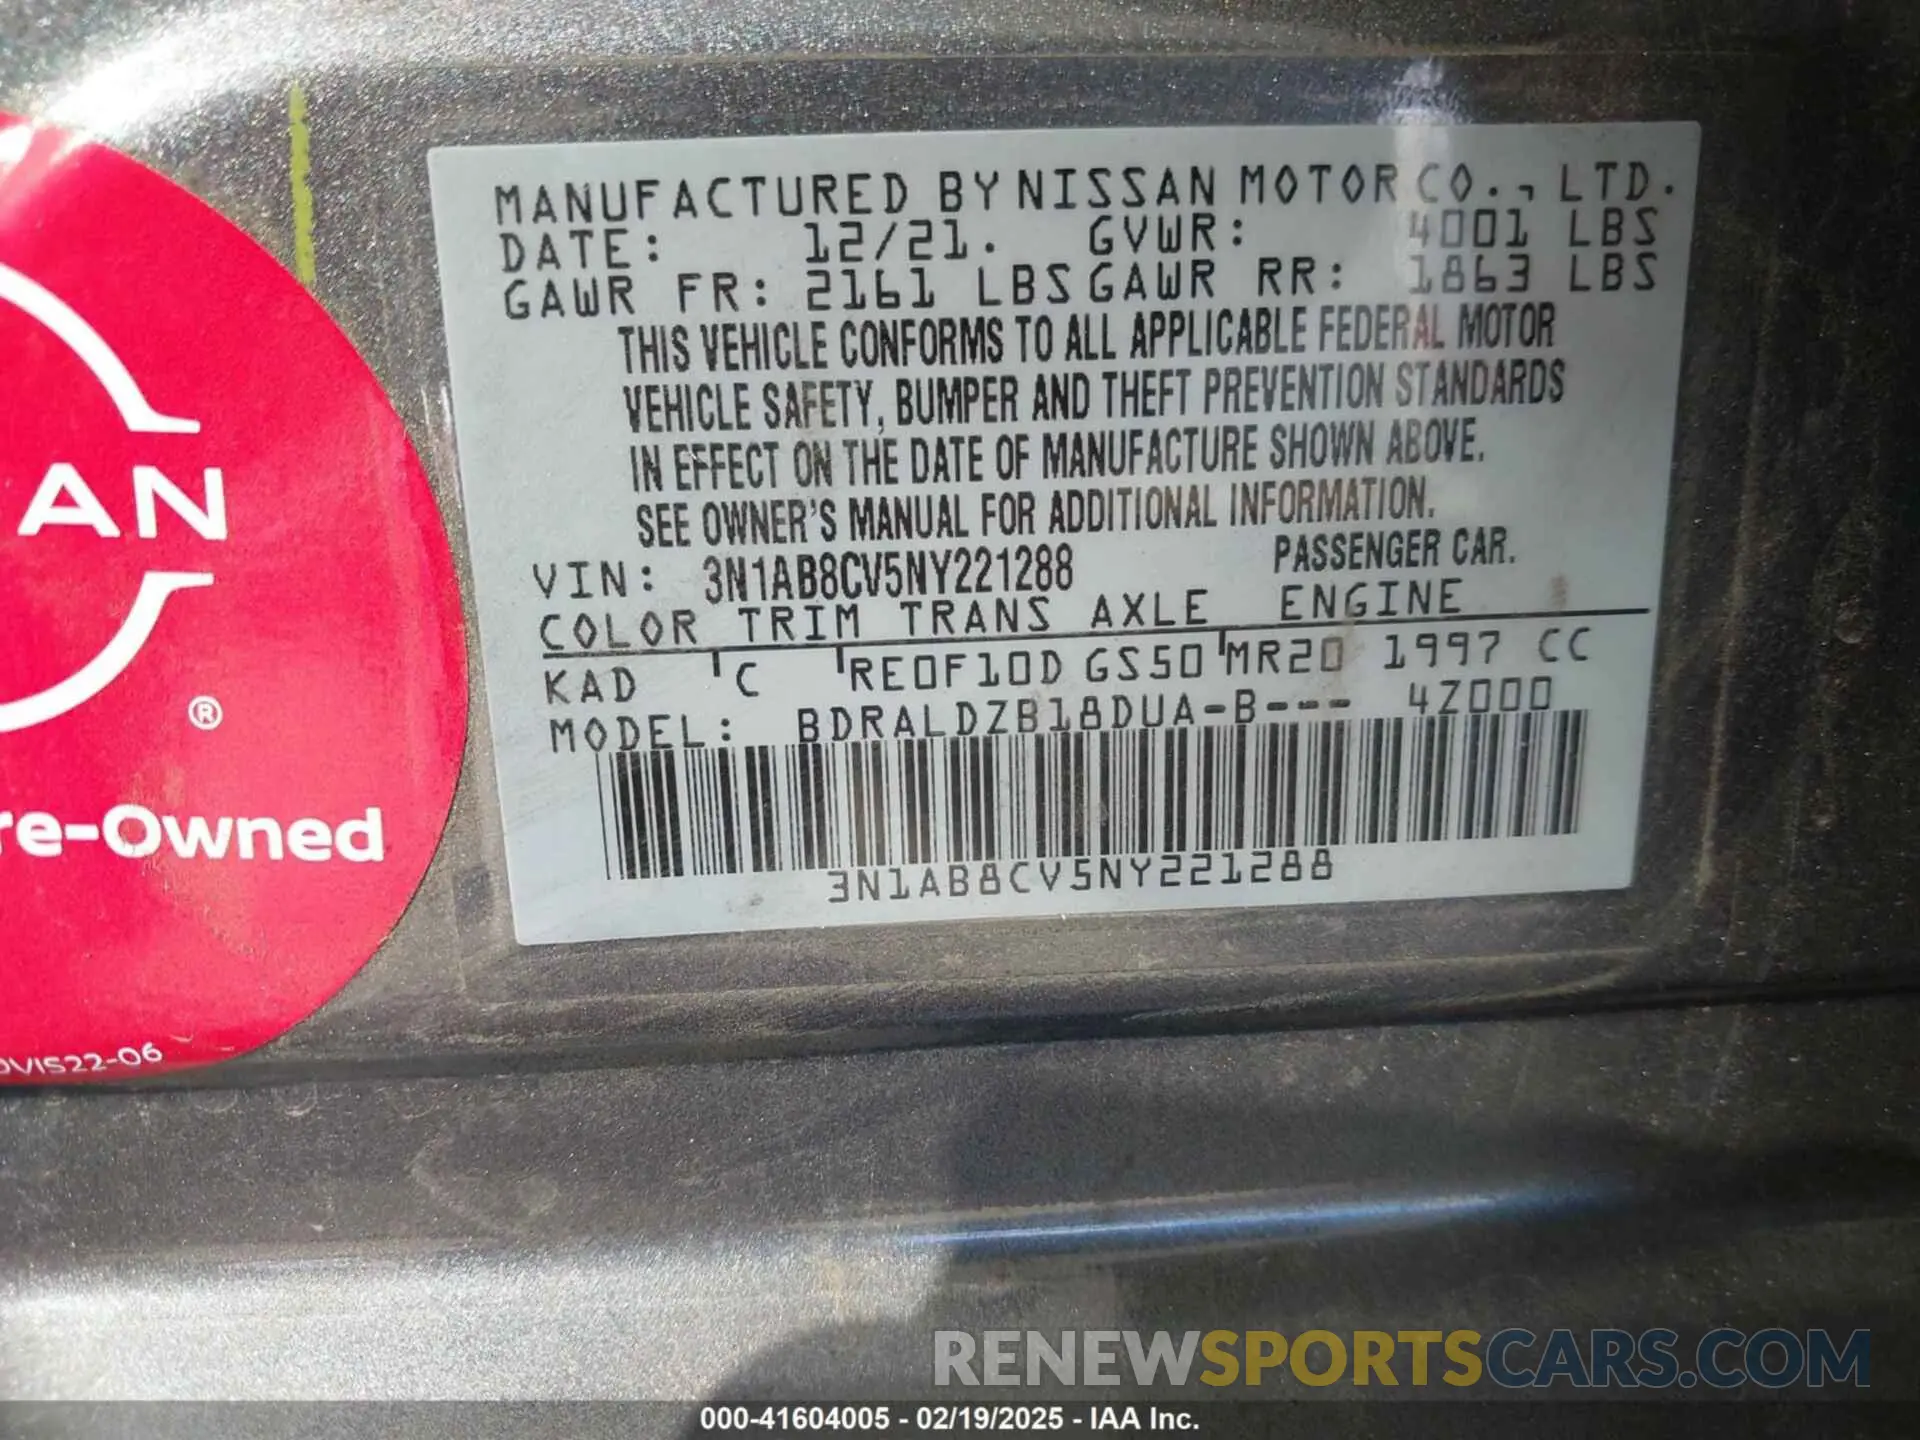 MANUFACTURED BY NISSAN MOTOR CO., LTD.
DATE: 12/21. GVWR: 4001 LBS
GAWR FR: 2161 LBS GAWR RR: 1863 LBS
THIS VEHICLE CONFORMS TO ALL APPLICABLE FEDERAL MOTOR
VEHICLE SAFETY, BUMPER AND THEFT PREVENTION STANDARDS
IN EFFECT ON THE DATE OF MANUFACTURE SHOWN ABOVE.
SEE OWNER'S MANUAL FOR ADDITIONAL INFORMATION.
VIN: 3N1AB8CV5NY221288 PASSENGER CAR.
COLOR TRIM TRANS AXLE ENGINE
KAD C RE0F10D GS50 MR20 1997 CC
MODEL: BDRALDZB18DUA-B--- 4Z000
3N1AB8CV5NY221288
AN
®
re-Owned
OVIS22-06
RENEWSPORTSCARS.COM
000-41604005 - 02/19/2025 - IAA Inc.